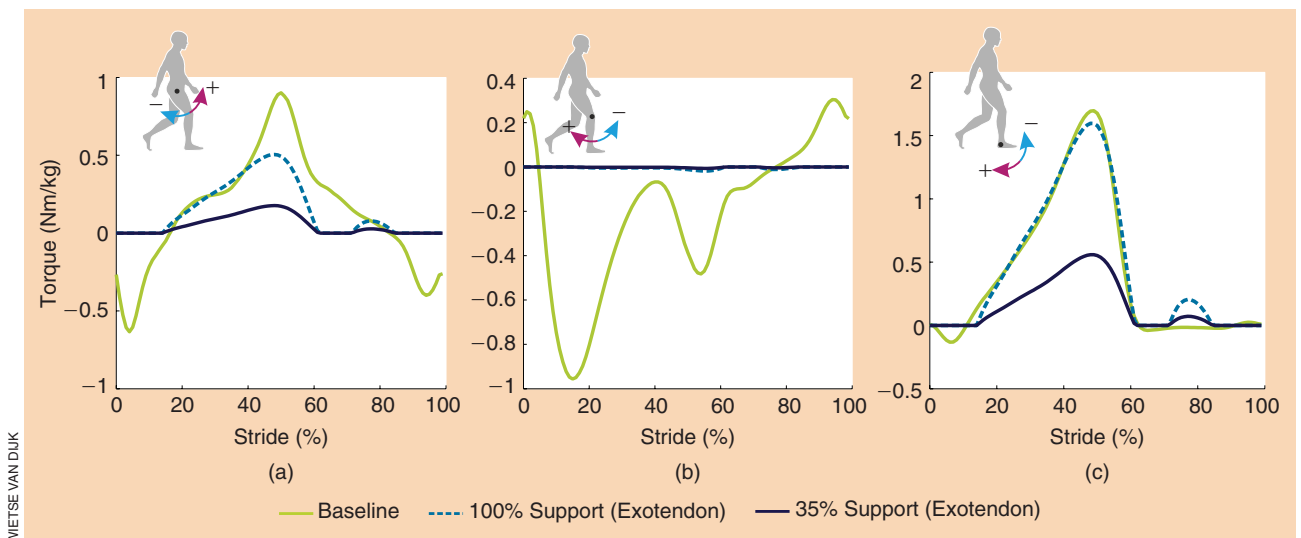 Torque (Nm/kg)
1
0.5
0
−0.5
−1
− +
0 20 40 60 80 100
Stride (%)
(a)
0.4
0.2
0
−0.2
−0.4
−0.6
−0.8
−1
+ −
0 20 40 60 80 100
Stride (%)
(b)
2
1.5
1
0.5
0
−0.5
−
+
0 20 40 60 80 100
Stride (%)
(c)
Baseline 100% Support (Exotendon) 35% Support (Exotendon)
WIETSE VAN DIJK